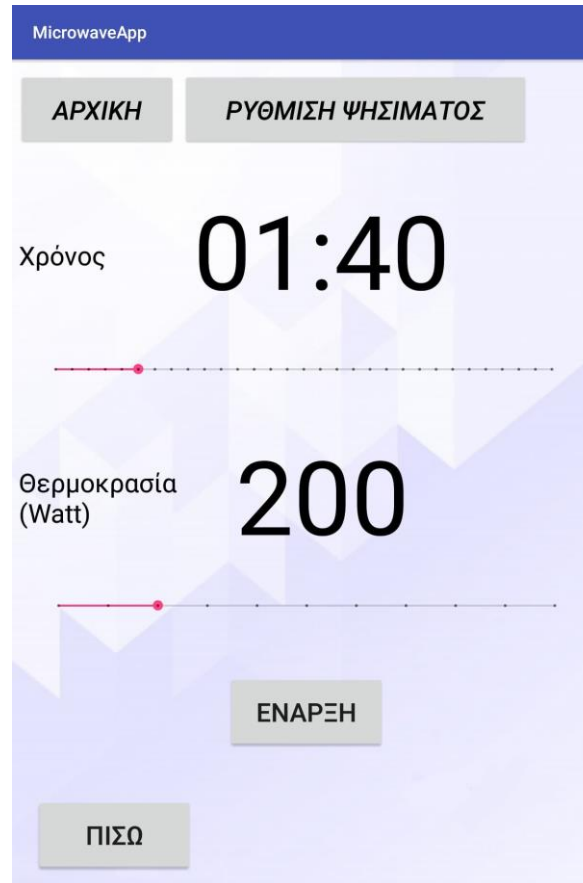 MicrowaveApp
ΑΡΧΙΚΗ
ΡΥΘΜΙΣΗ ΨΗΣΙΜΑΤΟΣ
Χρόνος
01:40
Θερμοκρασία
(Watt)
200
ΕΝΑΡΞΗ
ΠΙΣΩ